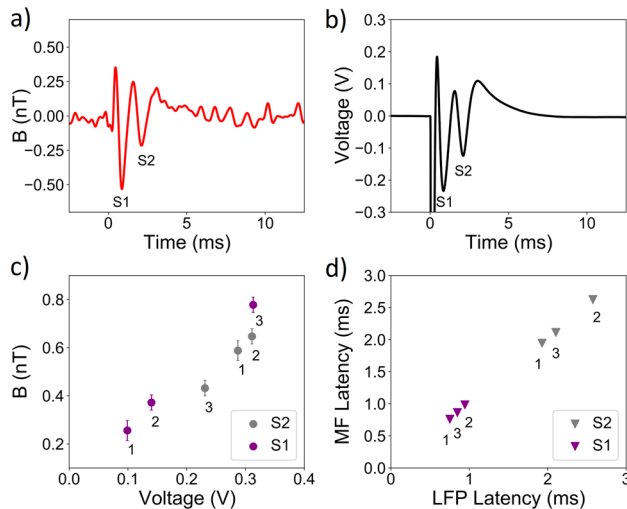 a)
0.50
0.25
0.00
−0.25
−0.50
B (nT)
S1
S2
0
5
10
Time (ms)
b)
0.3
0.2
0.1
0.0
−0.1
−0.2
−0.3
Voltage (V)
S1
S2
0
5
10
Time (ms)
c)
0.8
0.6
0.4
0.2
B (nT)
1
2
3
3
1
2
S2
S1
0.0
0.1
0.2
0.3
0.4
Voltage (V)
d)
3.0
2.5
2.0
1.5
1.0
0.5
0.0
MF Latency (ms)
2
1
3
1
3
2
S2
S1
0
1
2
3
LFP Latency (ms)